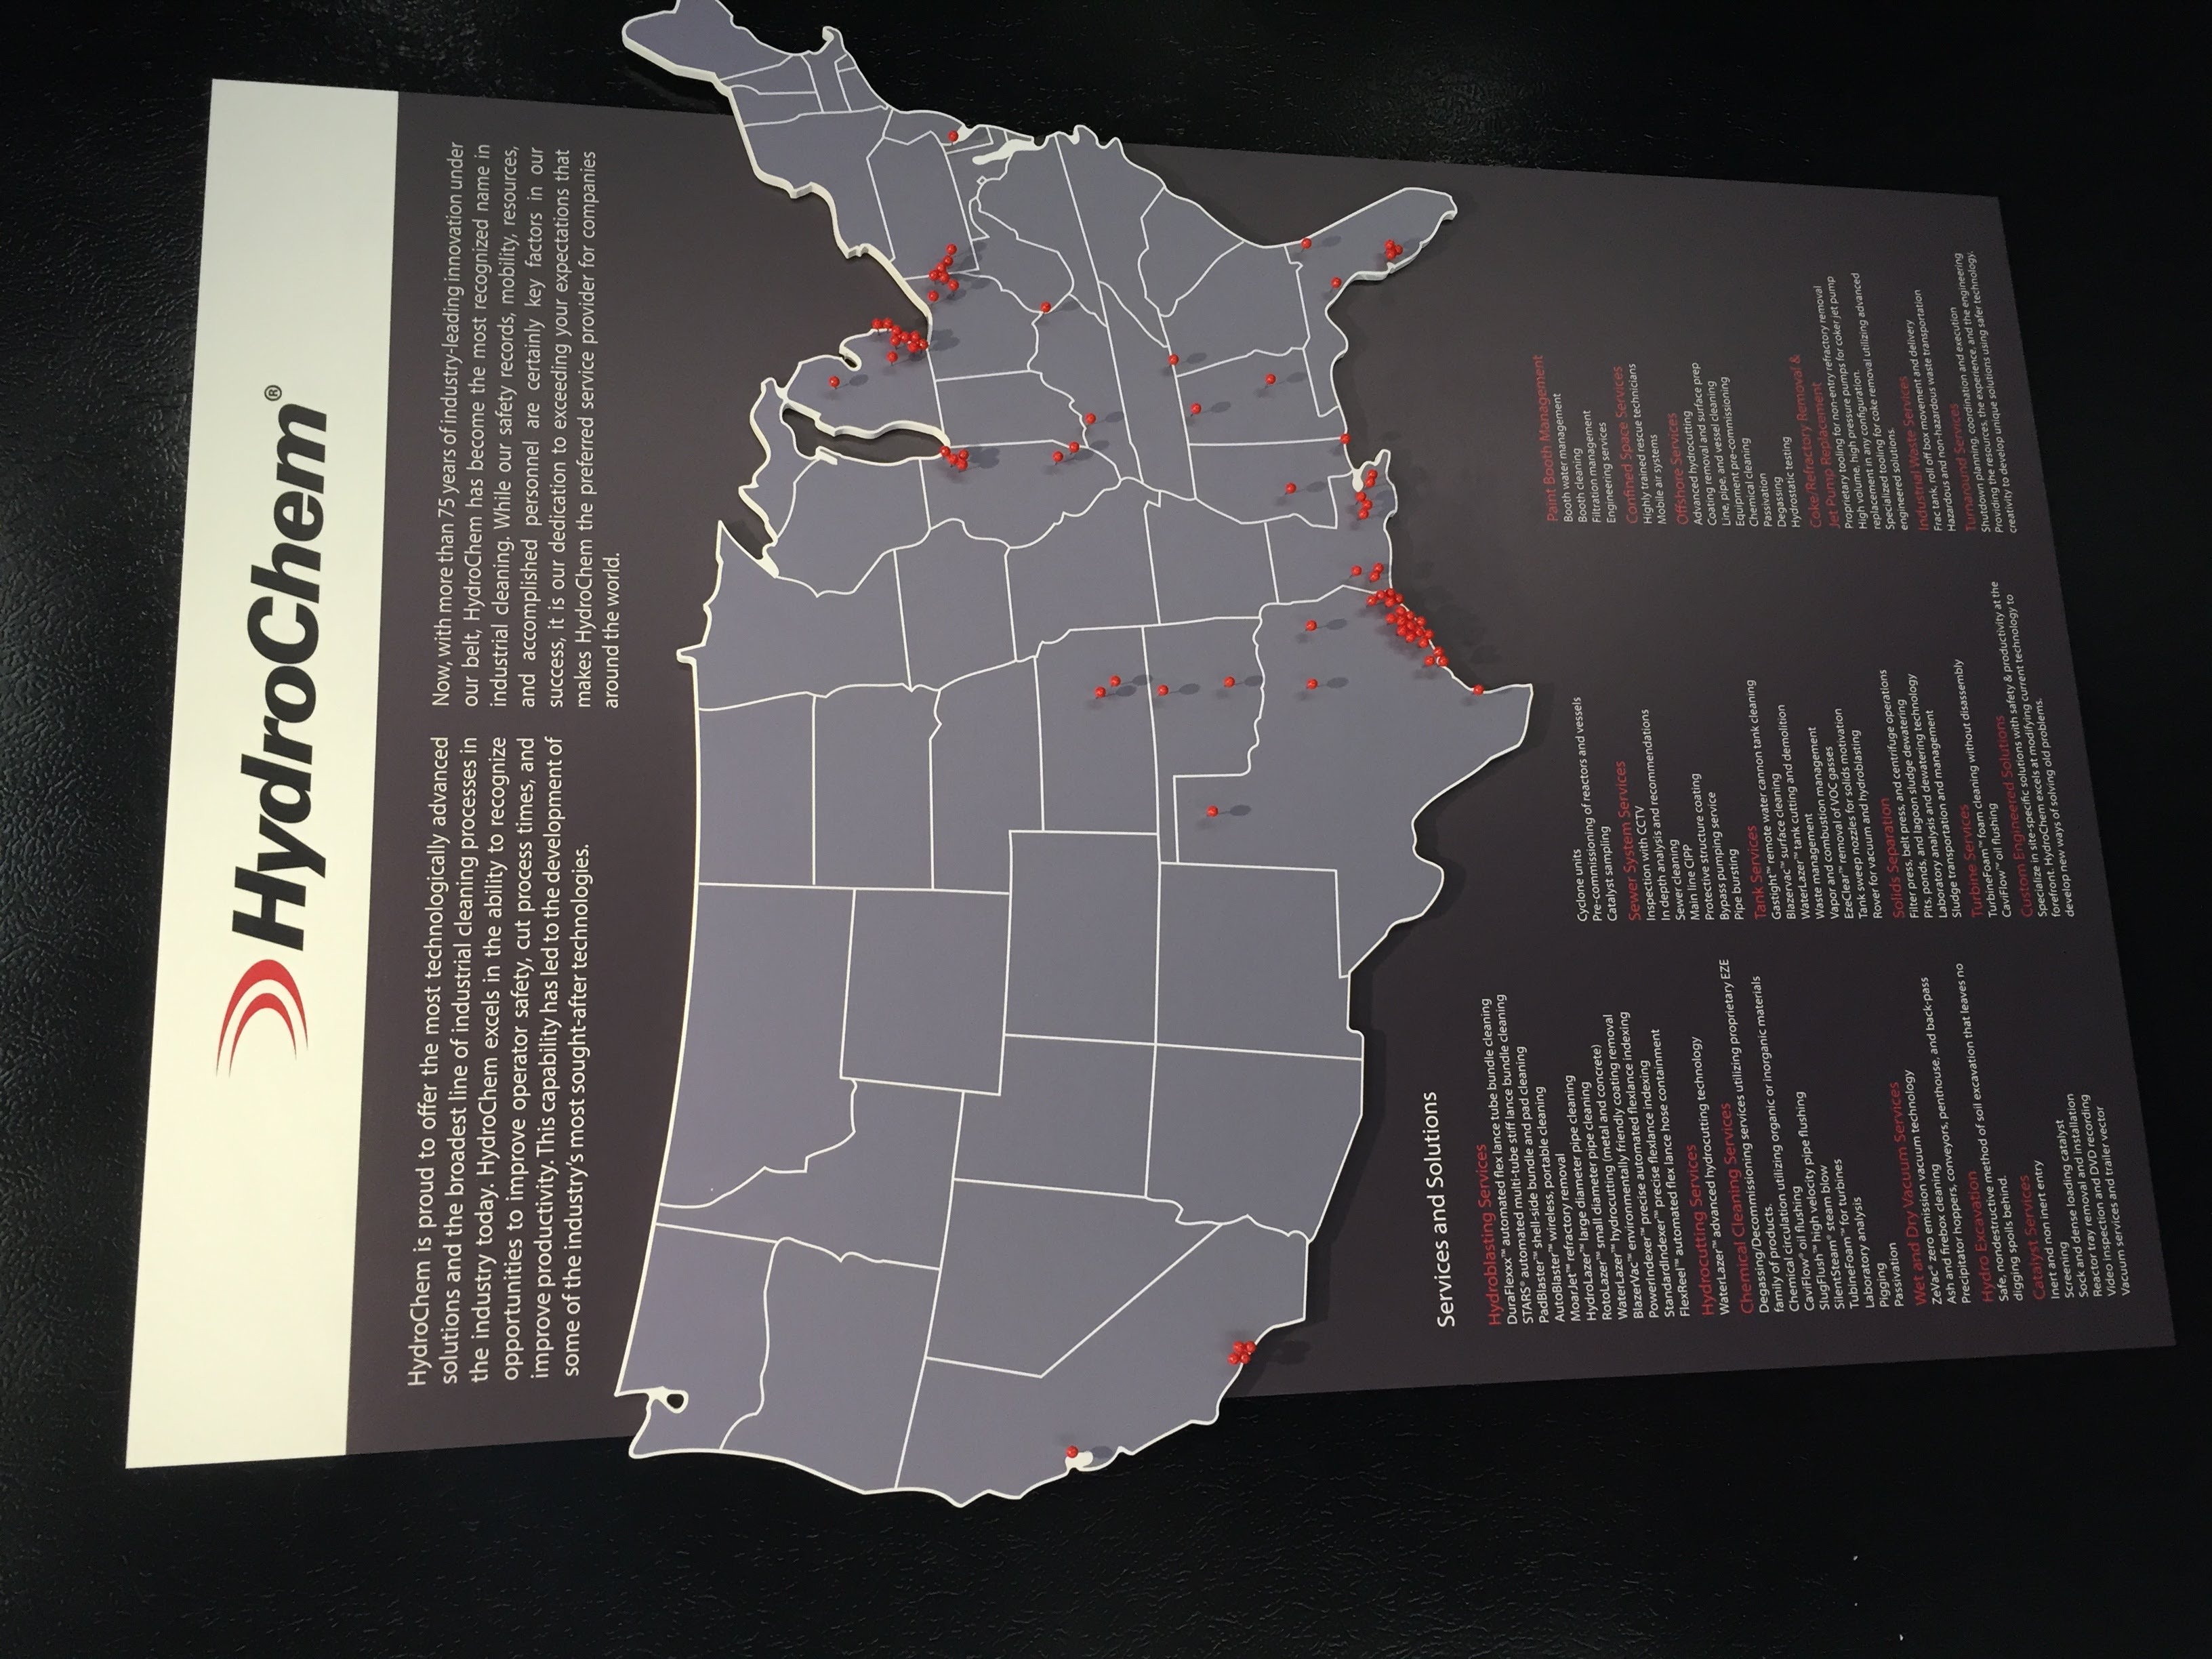 HydroChem®
HydroChem is proud to offer the most technologically advanced
solutions and the broadest line of industrial cleaning processes in
the industry today. HydroChem excels in the ability to recognize
opportunities to improve operator safety, cut process times, and
improve productivity. This capability has led to the development of
some of the industry's most sought-after technologies.
Now, with more than 75 years of industry-leading innovation under
our belt, HydroChem has become the most recognized name in
industrial cleaning. While our safety records, mobility, resources,
and accomplished personnel are certainly key factors in our
success, it is our dedication to exceeding your expectations that
makes HydroChem the preferred service provider for companies
around the world.
Services and Solutions
Hydroblasting Services
DuraFlexxx™ automated flex lance tube bundle cleaning
STARS® automated multi-tube stiff lance bundle cleaning
PadBlaster™ shell-side bundle and pad cleaning
AutoBlaster™ wireless, portable cleaning
MoarJet™ refractory removal
HydroLazer™ large diameter pipe cleaning
RotoLazer™ small diameter pipe cleaning
WaterLazer™ hydrocutting (metal and concrete)
BlazerVac™ environmentally friendly coating removal
PowerIndexer™ precise automated flexlance indexing
StandardIndexer™ precise flexlance indexing
FlexReel™ automated flex lance hose containment
Hydrocutting Services
WaterLazer™ advanced hydrocutting technology
Chemical Cleaning Services
Degassing/Decommissioning services utilizing proprietary EZE
family of products.
Chemical circulation utilizing organic or inorganic materials
CaviFlow® oil flushing
SlugFlush™ high velocity pipe flushing
SilentSteam® steam blow
TubineFoam™ for turbines
Laboratory analysis
Pigging
Passivation
Wet and Dry Vacuum Services
ZeVac® zero emission vacuum technology
Ash and firebox cleaning
Precipitator hoppers, conveyors, penthouse, and back-pass
Hydro Excavation
Safe, nondestructive method of soil excavation that leaves no
digging spoils behind.
Catalyst Services
Inert and non inert entry
Screening
Sock and dense loading catalyst
Reactor tray removal and installation
Video inspection and DVD recording
Vacuum services and trailer vector
Cyclone units
Pre-commissioning of reactors and vessels
Catalyst sampling
Sewer System Services
Inspection with CCTV
In depth analysis and recommendations
Sewer cleaning
Main line CIPP
Protective structure coating
Bypass pumping service
Pipe bursting
Tank Services
Gastight™ remote water cannon tank cleaning
Blazervac™ surface cleaning
WaterLazer™ tank cutting and demolition
Waste management
Vapor and combustion management
EzeClear™ removal of VOC gasses
Tank sweep nozzles for solids motivation
Rover for vacuum and hydroblasting
Solids Separation
Filter press, belt press, and centrifuge operations
Pits, ponds, and lagoon sludge dewatering
Laboratory analysis and dewatering technology
Sludge transportation and management
Turbine Services
TurbineFoam™ foam cleaning without disassembly
CaviFlow™ oil flushing
Custom Engineered Solutions
Specialize in site-specific solutions with safety & productivity at the
forefront. HydroChem excels at modifying current technology to
develop new ways of solving old problems.
Paint Booth Management
Booth water management
Booth cleaning
Filtration management
Engineering services
Confined Space Services
Highly trained rescue technicians
Mobile air systems
Offshore Services
Advanced hydrocutting
Coating removal and surface prep
Line, pipe, and vessel cleaning
Equipment pre-commissioning
Chemical cleaning
Passivation
Degassing
Hydrostatic testing
Coke/Refractory Removal &
Jet Pump Replacement
Proprietary tooling for non-entry refractory removal
High volume, high pressure pumps for coker jet pump
replacement in any configuration.
Specialized tooling for coke removal utilizing advanced
engineered solutions.
Industrial Waste Services
Frac tank, roll off box movement and delivery
Hazardous and non-hazardous waste transportation
Turnaround Services
Shutdown planning, coordination and execution
Providing the resources, the experience, and the engineering
creativity to develop unique solutions using safer technology.